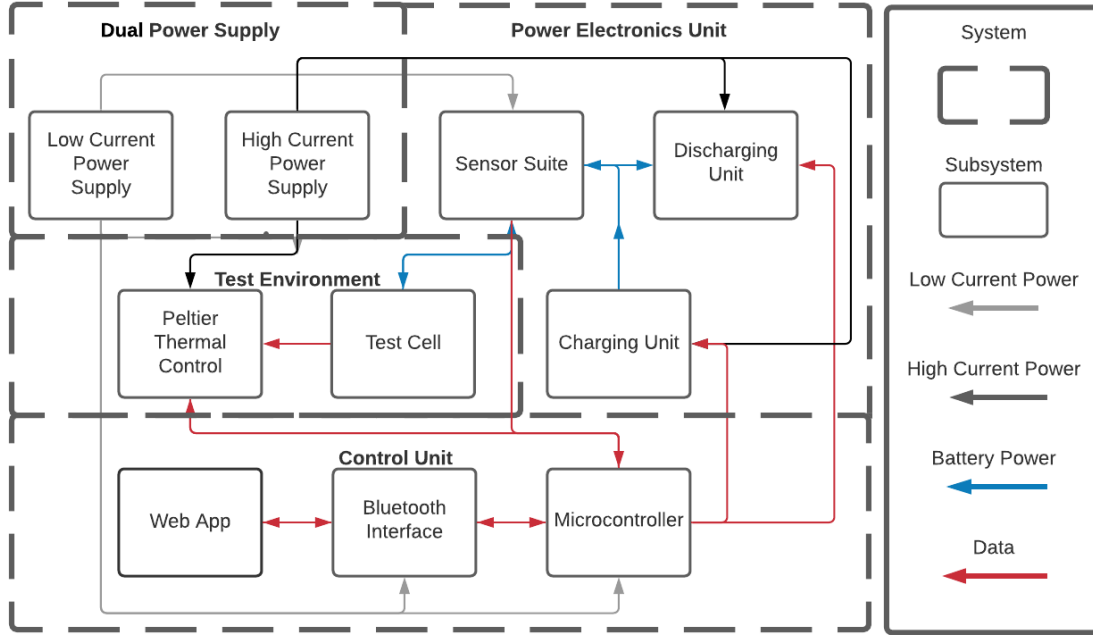 Dual Power Supply
Power Electronics Unit
System
Low Current
Power
Supply
High Current
Power
Supply
Sensor Suite
Discharging
Unit
Subsystem
Test Environment
Low Current Power
Peltier
Thermal
Control
Test Cell
Charging Unit
High Current Power
Control Unit
Battery Power
Web App
Bluetooth
Interface
Microcontroller
Data